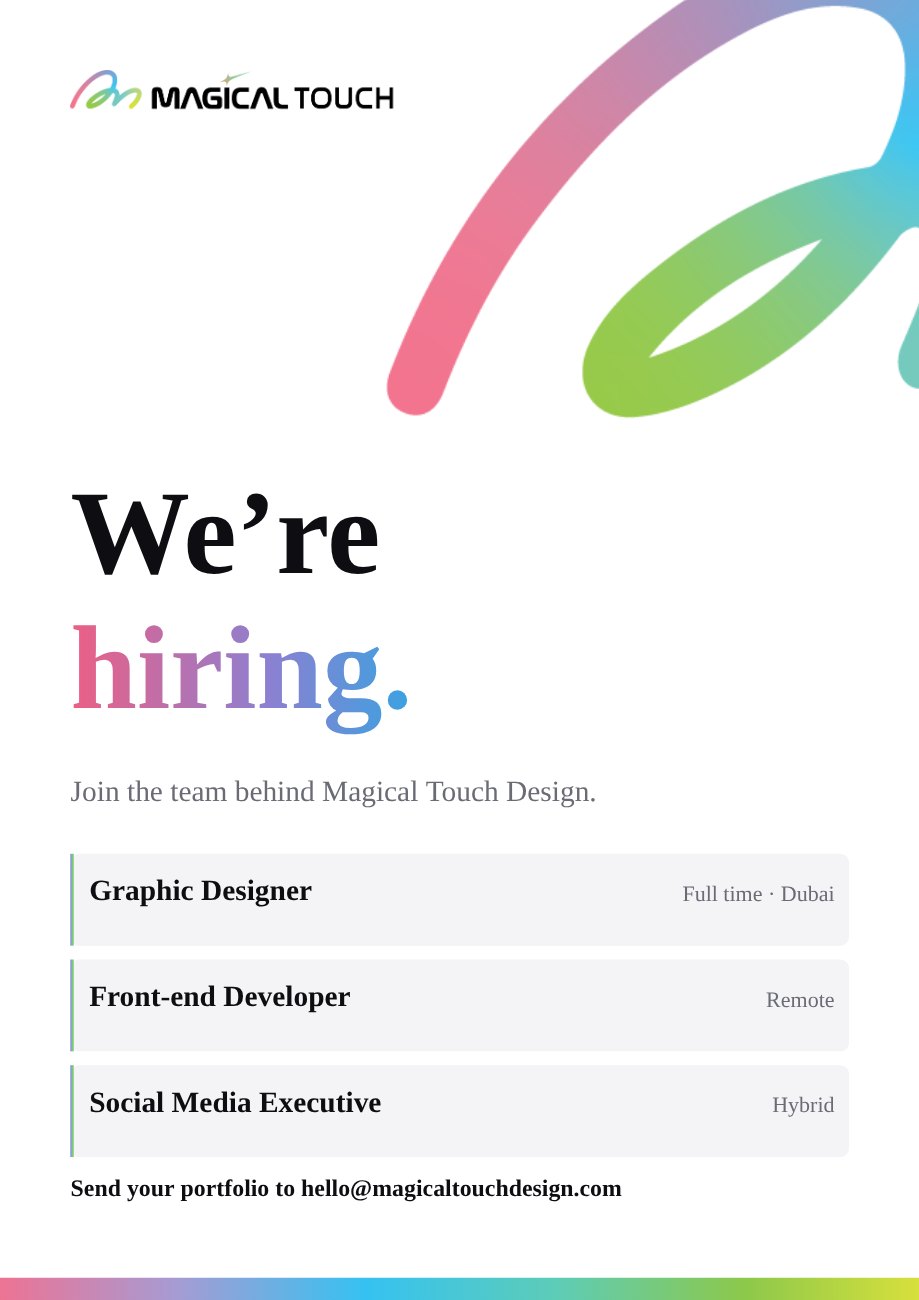 MAGICAL TOUCH
We’re
hiring.
Join the team behind Magical Touch Design.
Graphic Designer Full time · Dubai
Front-end Developer Remote
Social Media Executive Hybrid
Send your portfolio to hello@magicaltouchdesign.com